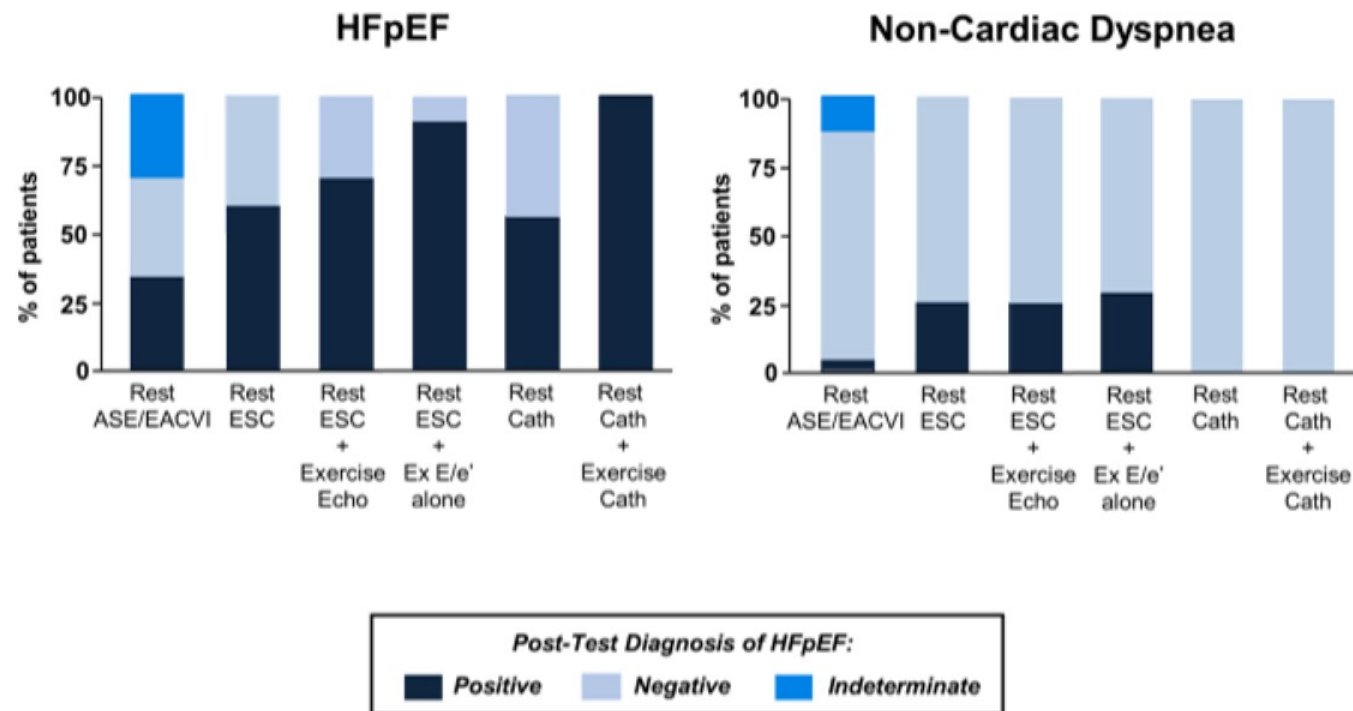 HFpEF
% of patients
100
75
50
25
0
Rest
ASE/EACVI
Rest
ESC
Rest
ESC
+
Exercise
Echo
Rest
ESC
+
Ex E/e'
alone
Rest
Cath
Rest
Cath
+
Exercise
Cath
Non-Cardiac Dyspnea
% of patients
100
75
50
25
0
Rest
ASE/EACVI
Rest
ESC
Rest
ESC
+
Exercise
Echo
Rest
ESC
+
Ex E/e'
alone
Rest
Cath
Rest
Cath
+
Exercise
Cath
Post-Test Diagnosis of HFpEF:
Positive Negative Indeterminate